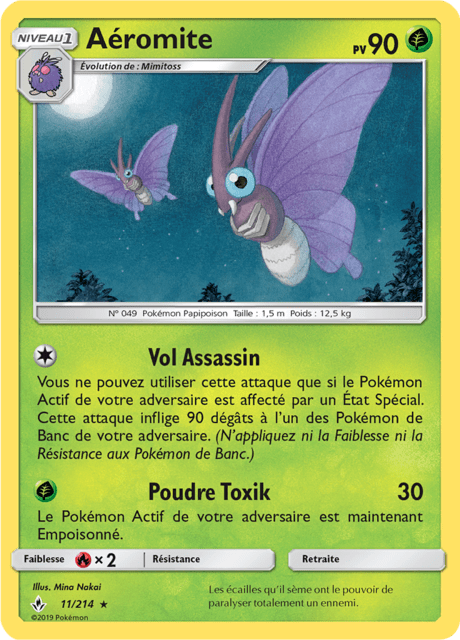 NIVEAU 1
Aéromite
PV 90
Évolution de : Mimitoss
N° 049 Pokémon Papipoison Taille : 1,5 m Poids : 12,5 kg
Vol Assassin
Vous ne pouvez utiliser cette attaque que si le Pokémon
Actif de votre adversaire est affecté par un État Spécial.
Cette attaque inflige 90 dégâts à l'un des Pokémon de
Banc de votre adversaire. (N'appliquez ni la Faiblesse ni la
Résistance aux Pokémon de Banc.)
Poudre Toxik 30
Le Pokémon Actif de votre adversaire est maintenant
Empoisonné.
Faiblesse × 2 Résistance Retraite
Illus. Mina Nakai
11/214 ★
©2019 Pokémon
Les écailles qu'il sème ont le pouvoir de
paralyser totalement un ennemi.